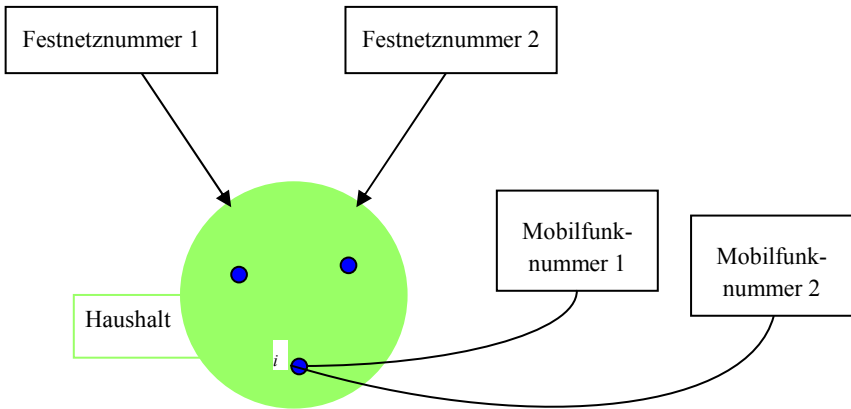 Festnetznummer 1
Festnetznummer 2
Mobilfunk-
nummer 1
Mobilfunk-
nummer 2
Haushalt
i